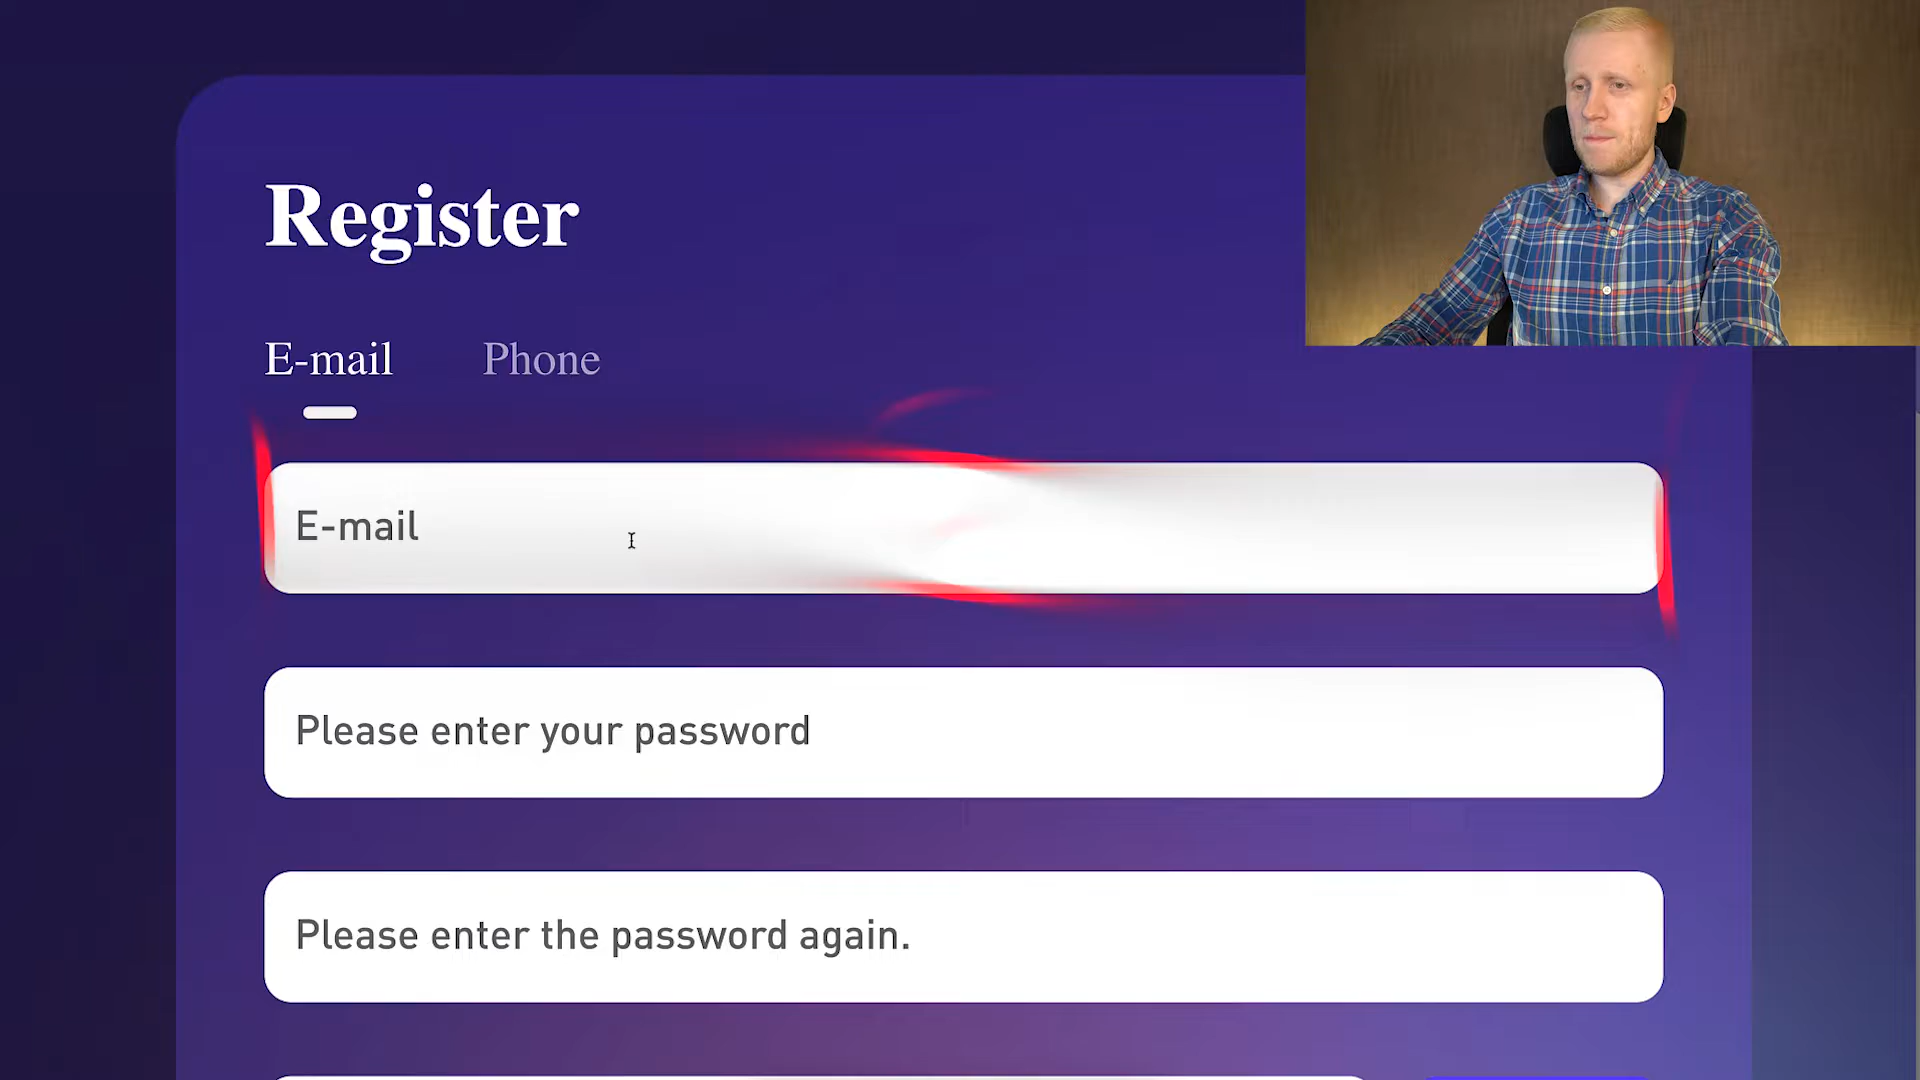 Register
E-mail Phone
E-mail
Please enter your password
Please enter the password again.